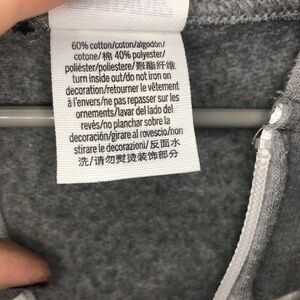 60% cotton/coton/algodón/
cotone/棉 40% polyester/
poliéster/poliestere/聚酯纤维
turn inside out/do not iron on
decoration/retourner le vêtement
à l'envers/ne pas repasser sur les
ornements/lavar del lado del
revés/no planchar sobre la
decoración/girare al rovescio/non
stirare le decorazioni/反面水
洗/请勿熨烫装饰部分